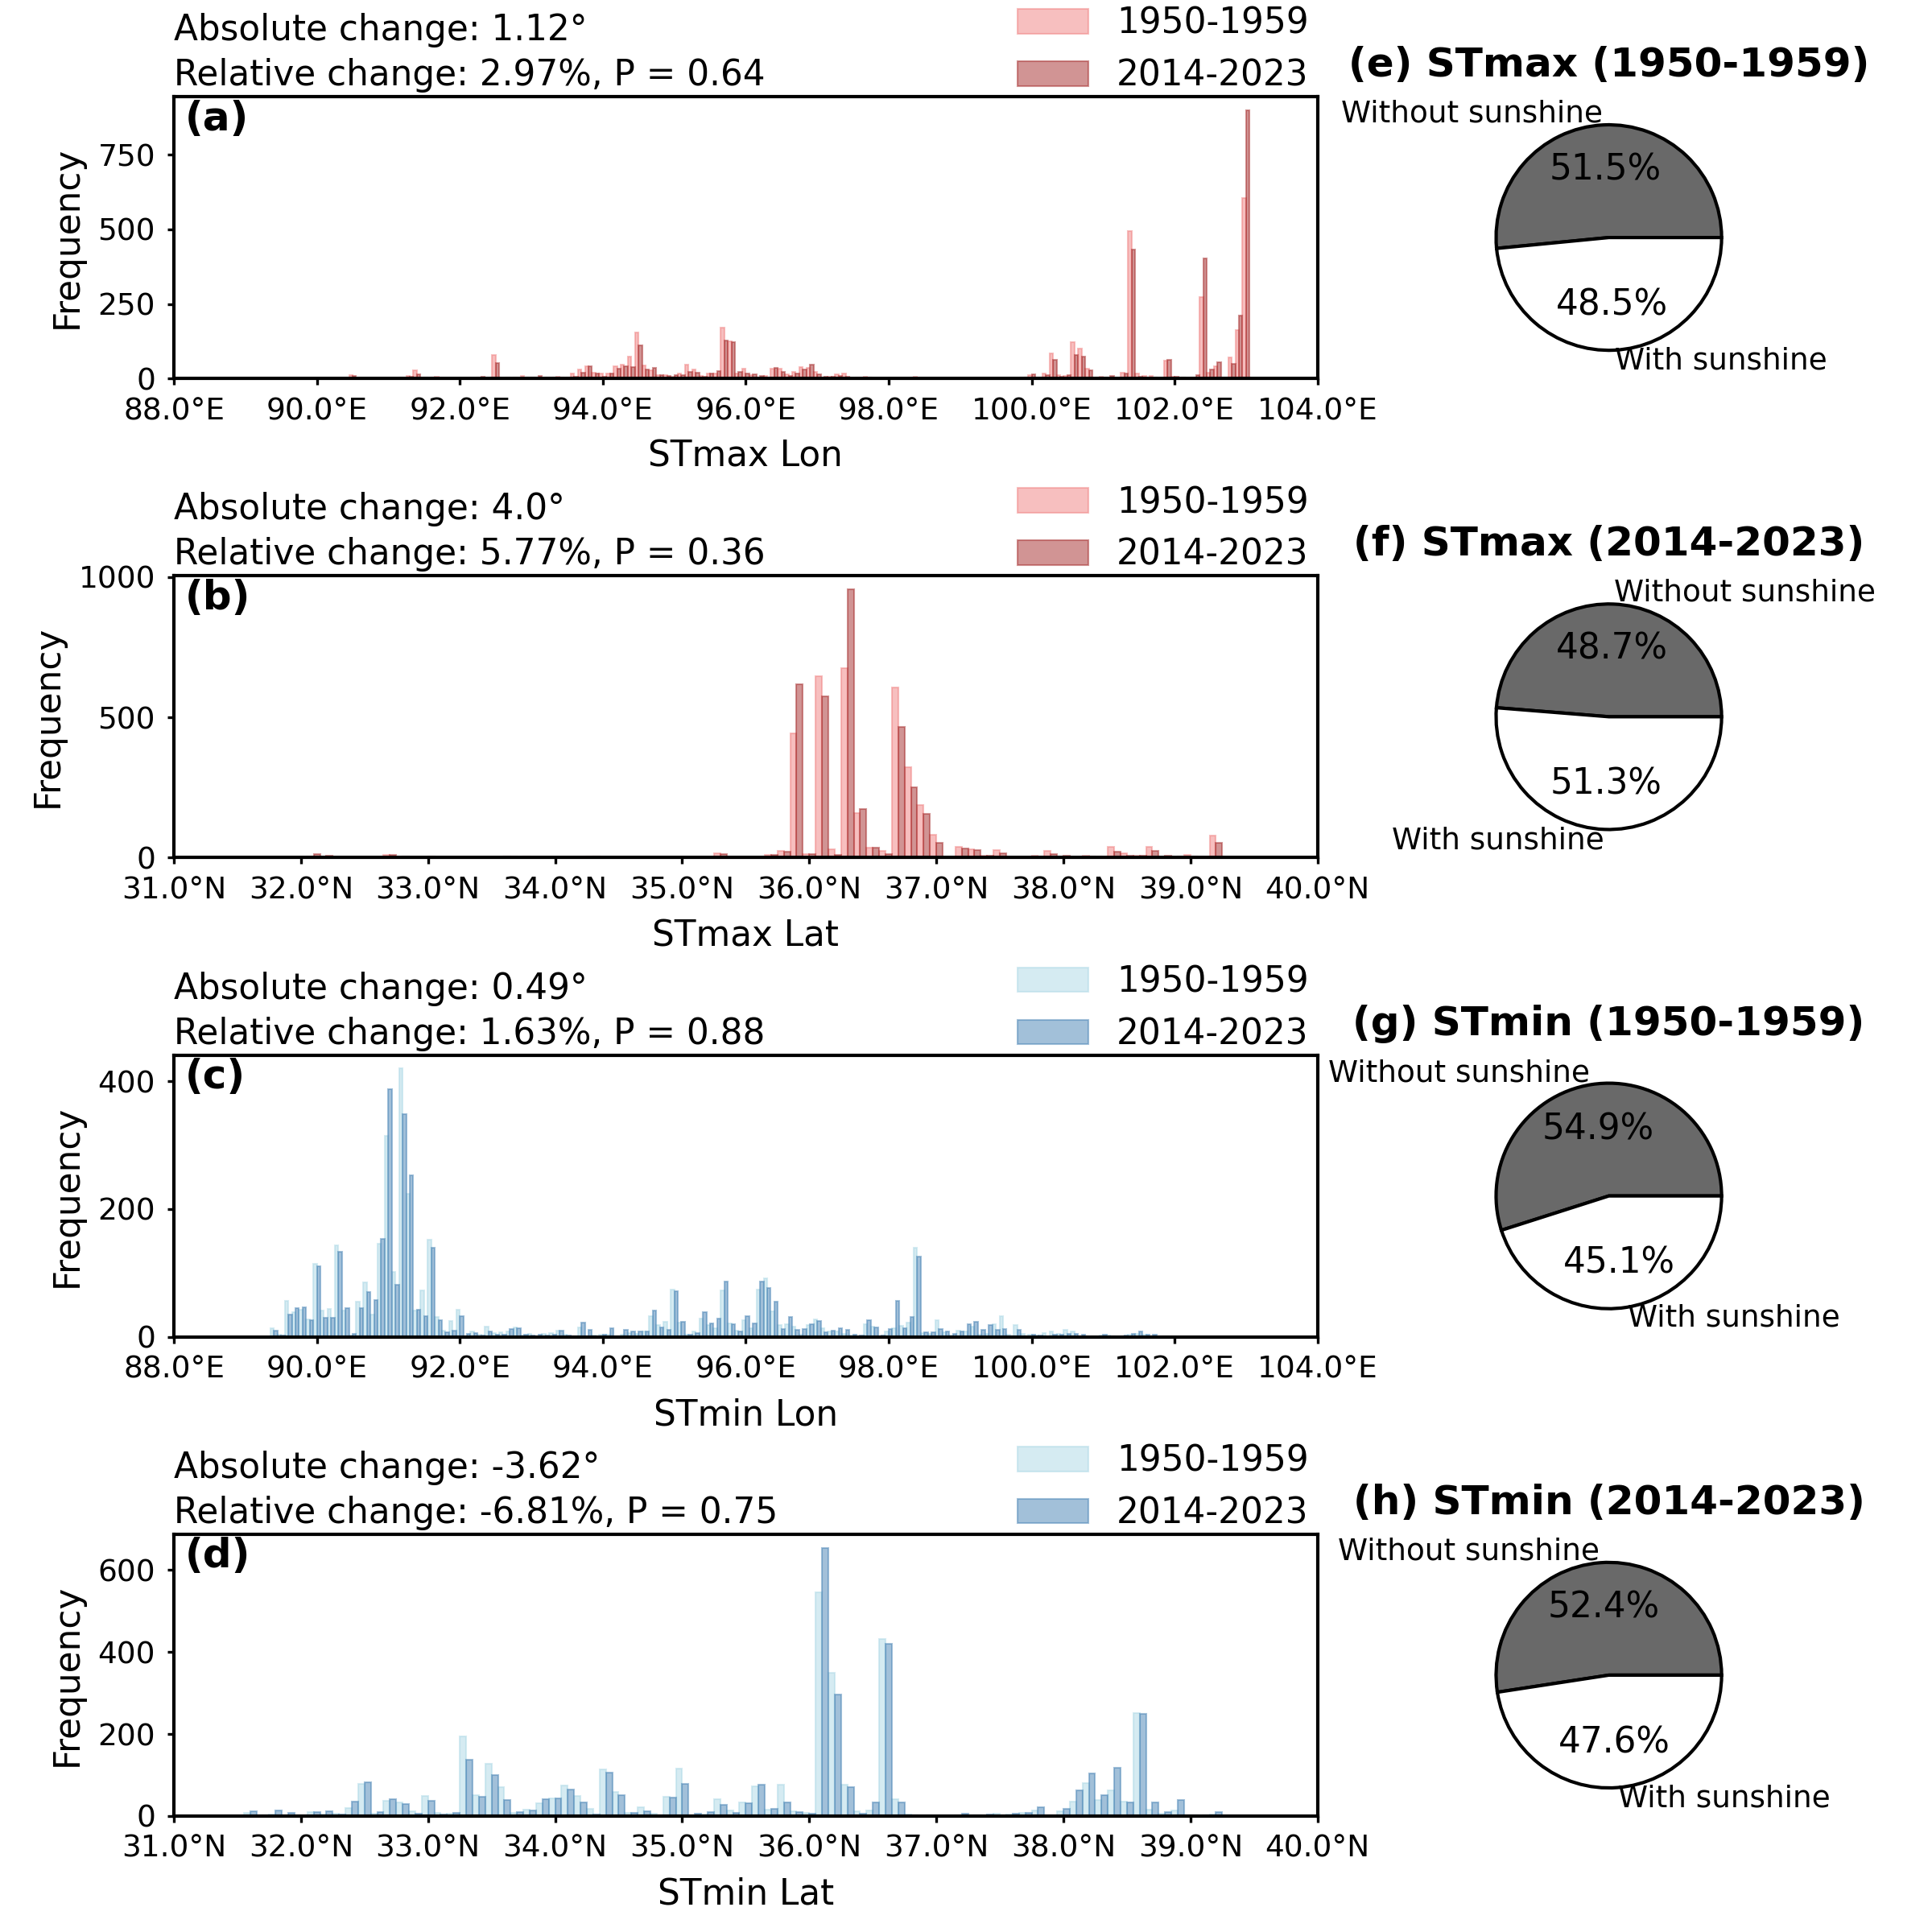 Absolute change: 1.12°
Relative change: 2.97%, P = 0.64
1950-1959
2014-2023
(a)
Frequency
750
500
250
0
88.0°E 90.0°E 92.0°E 94.0°E 96.0°E 98.0°E 100.0°E 102.0°E 104.0°E
STmax Lon
(e) STmax (1950-1959)
Without sunshine
51.5%
48.5%
With sunshine
Absolute change: 4.0°
Relative change: 5.77%, P = 0.36
1950-1959
2014-2023
(b)
Frequency
1000
500
0
31.0°N 32.0°N 33.0°N 34.0°N 35.0°N 36.0°N 37.0°N 38.0°N 39.0°N 40.0°N
STmax Lat
(f) STmax (2014-2023)
Without sunshine
48.7%
51.3%
With sunshine
Absolute change: 0.49°
Relative change: 1.63%, P = 0.88
1950-1959
2014-2023
(c)
Frequency
400
200
0
88.0°E 90.0°E 92.0°E 94.0°E 96.0°E 98.0°E 100.0°E 102.0°E 104.0°E
STmin Lon
(g) STmin (1950-1959)
Without sunshine
54.9%
45.1%
With sunshine
Absolute change: -3.62°
Relative change: -6.81%, P = 0.75
1950-1959
2014-2023
(d)
Frequency
600
400
200
0
31.0°N 32.0°N 33.0°N 34.0°N 35.0°N 36.0°N 37.0°N 38.0°N 39.0°N 40.0°N
STmin Lat
(h) STmin (2014-2023)
Without sunshine
52.4%
47.6%
With sunshine